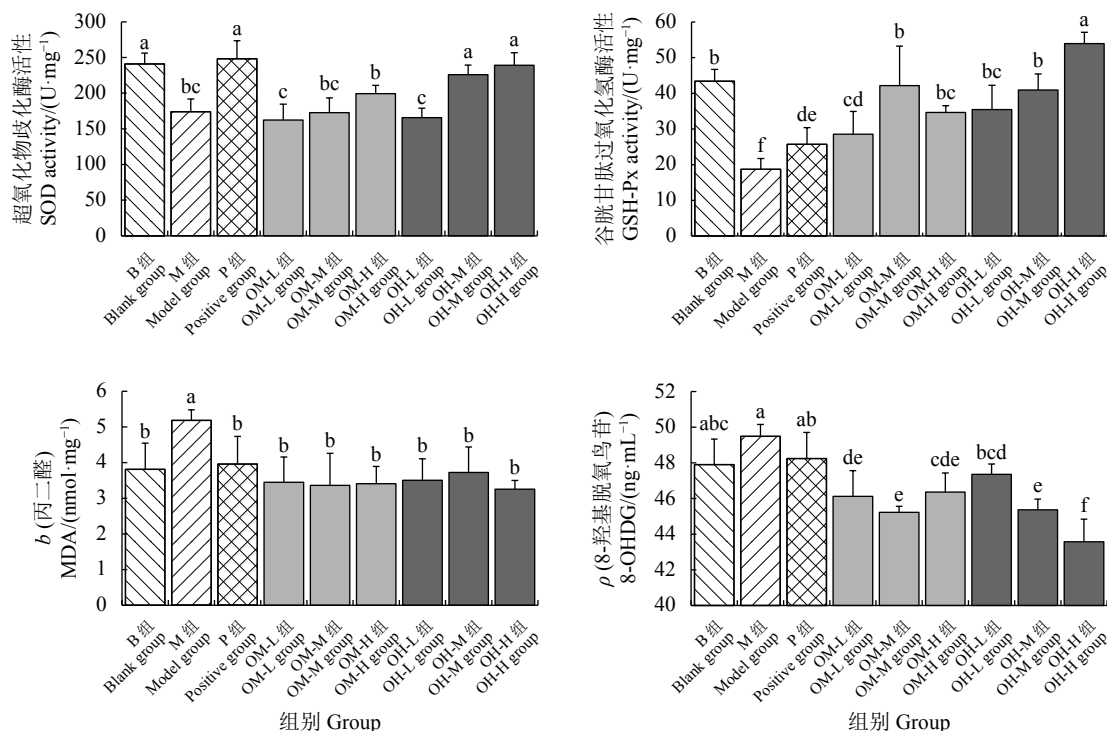 超氧化物歧化酶活性
SOD activity/(U·mg⁻¹)
300
250
200
150
100
50
0
a
bc
a
c
bc
b
c
a
a
B 组
Blank group
M 组
Model group
P 组
Positive group
OM-L 组
OM-L group
OM-M 组
OM-M group
OM-H 组
OM-H group
OH-L 组
OH-L group
OH-M 组
OH-M group
OH-H 组
OH-H group
谷胱甘肽过氧化氢酶活性
GSH-Px activity/(U·mg⁻¹)
60
50
40
30
20
10
0
b
f
de
cd
b
bc
bc
b
a
B 组
Blank group
M 组
Model group
P 组
Positive group
OM-L 组
OM-L group
OM-M 组
OM-M group
OM-H 组
OM-H group
OH-L 组
OH-L group
OH-M 组
OH-M group
OH-H 组
OH-H group
b (丙二醛)
MDA/(nmol·mg⁻¹)
6
5
4
3
2
1
0
b
a
b
b
b
b
b
b
b
B 组
Blank group
M 组
Model group
P 组
Positive group
OM-L 组
OM-L group
OM-M 组
OM-M group
OM-H 组
OM-H group
OH-L 组
OH-L group
OH-M 组
OH-M group
OH-H 组
OH-H group
组别 Group
ρ (8-羟基脱氧鸟苷)
8-OHDG/(ng·mL⁻¹)
52
50
48
46
44
42
40
abc
a
ab
de
e
cde
bcd
e
f
B 组
Blank group
M 组
Model group
P 组
Positive group
OM-L 组
OM-L group
OM-M 组
OM-M group
OM-H 组
OM-H group
OH-L 组
OH-L group
OH-M 组
OH-M group
OH-H 组
OH-H group
组别 Group